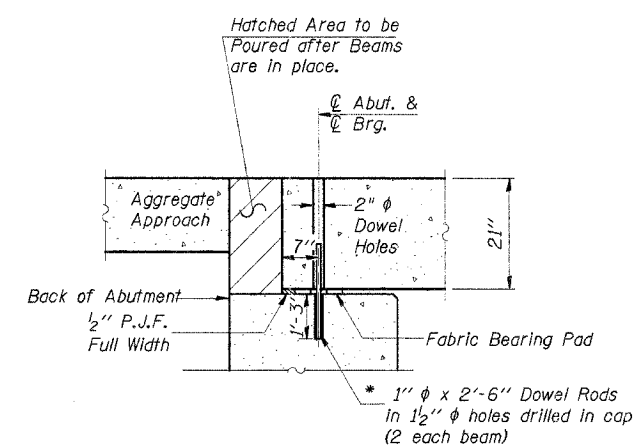 Hatched Area to be
Poured after Beams
are in place.
℄ Abut. &
℄ Brg.
Aggregate
Approach
2" ϕ
Dowel
Holes
7"
21"
Back of Abutment
1/2" P.J.F.
Full Width
1'-3"
Fabric Bearing Pad
* 1" ϕ x 2'-6" Dowel Rods
in 1 1/2" ϕ holes drilled in cap
(2 each beam)